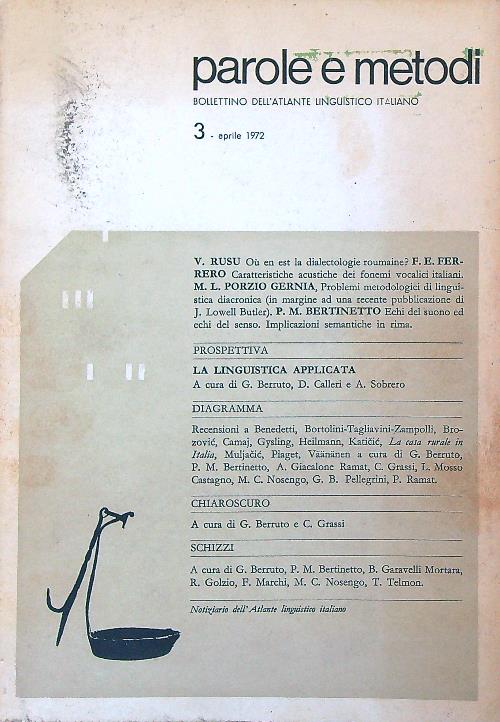 parole e metodi
BOLLETTINO DELL'ATLANTE LINGUISTICO ITALIANO
3 - aprile 1972
V. RUSU Où en est la dialectologie roumaine? F. E. FER-
RERO Caratteristiche acustiche dei fonemi vocalici italiani.
M. L. PORZIO GERNIA, Problemi metodologici di lingui-
stica diacronica (in margine ad una recente pubblicazione di
J. Lowell Butler). P. M. BERTINETTO Echi del suono ed
echi del senso. Implicazioni semantiche in rima.
PROSPETTIVA
LA LINGUISTICA APPLICATA
A cura di G. Berruto, D. Calleri e A. Sobrero
DIAGRAMMA
Recensioni a Benedetti, Bortolini-Tagliavini-Zampolli, Bro-
zović, Camaj, Gysling, Heilmann, Katičić, La casa rurale in
Italia, Muljačić, Piaget, Väänänen a cura di G. Berruto,
P. M. Bertinetto, A. Giacalone Ramat, C. Grassi, L. Mosso
Castagno, M. C. Nosengo, G. B. Pellegrini, P. Ramat.
CHIAROSCURO
A cura di G. Berruto e C. Grassi
SCHIZZI
A cura di G. Berruto, P. M. Bertinetto, B. Garavelli Mortara,
R. Golzio, F. Marchi, M. C. Nosengo, T. Telmon.
Notiziario dell'Atlante linguistico italiano